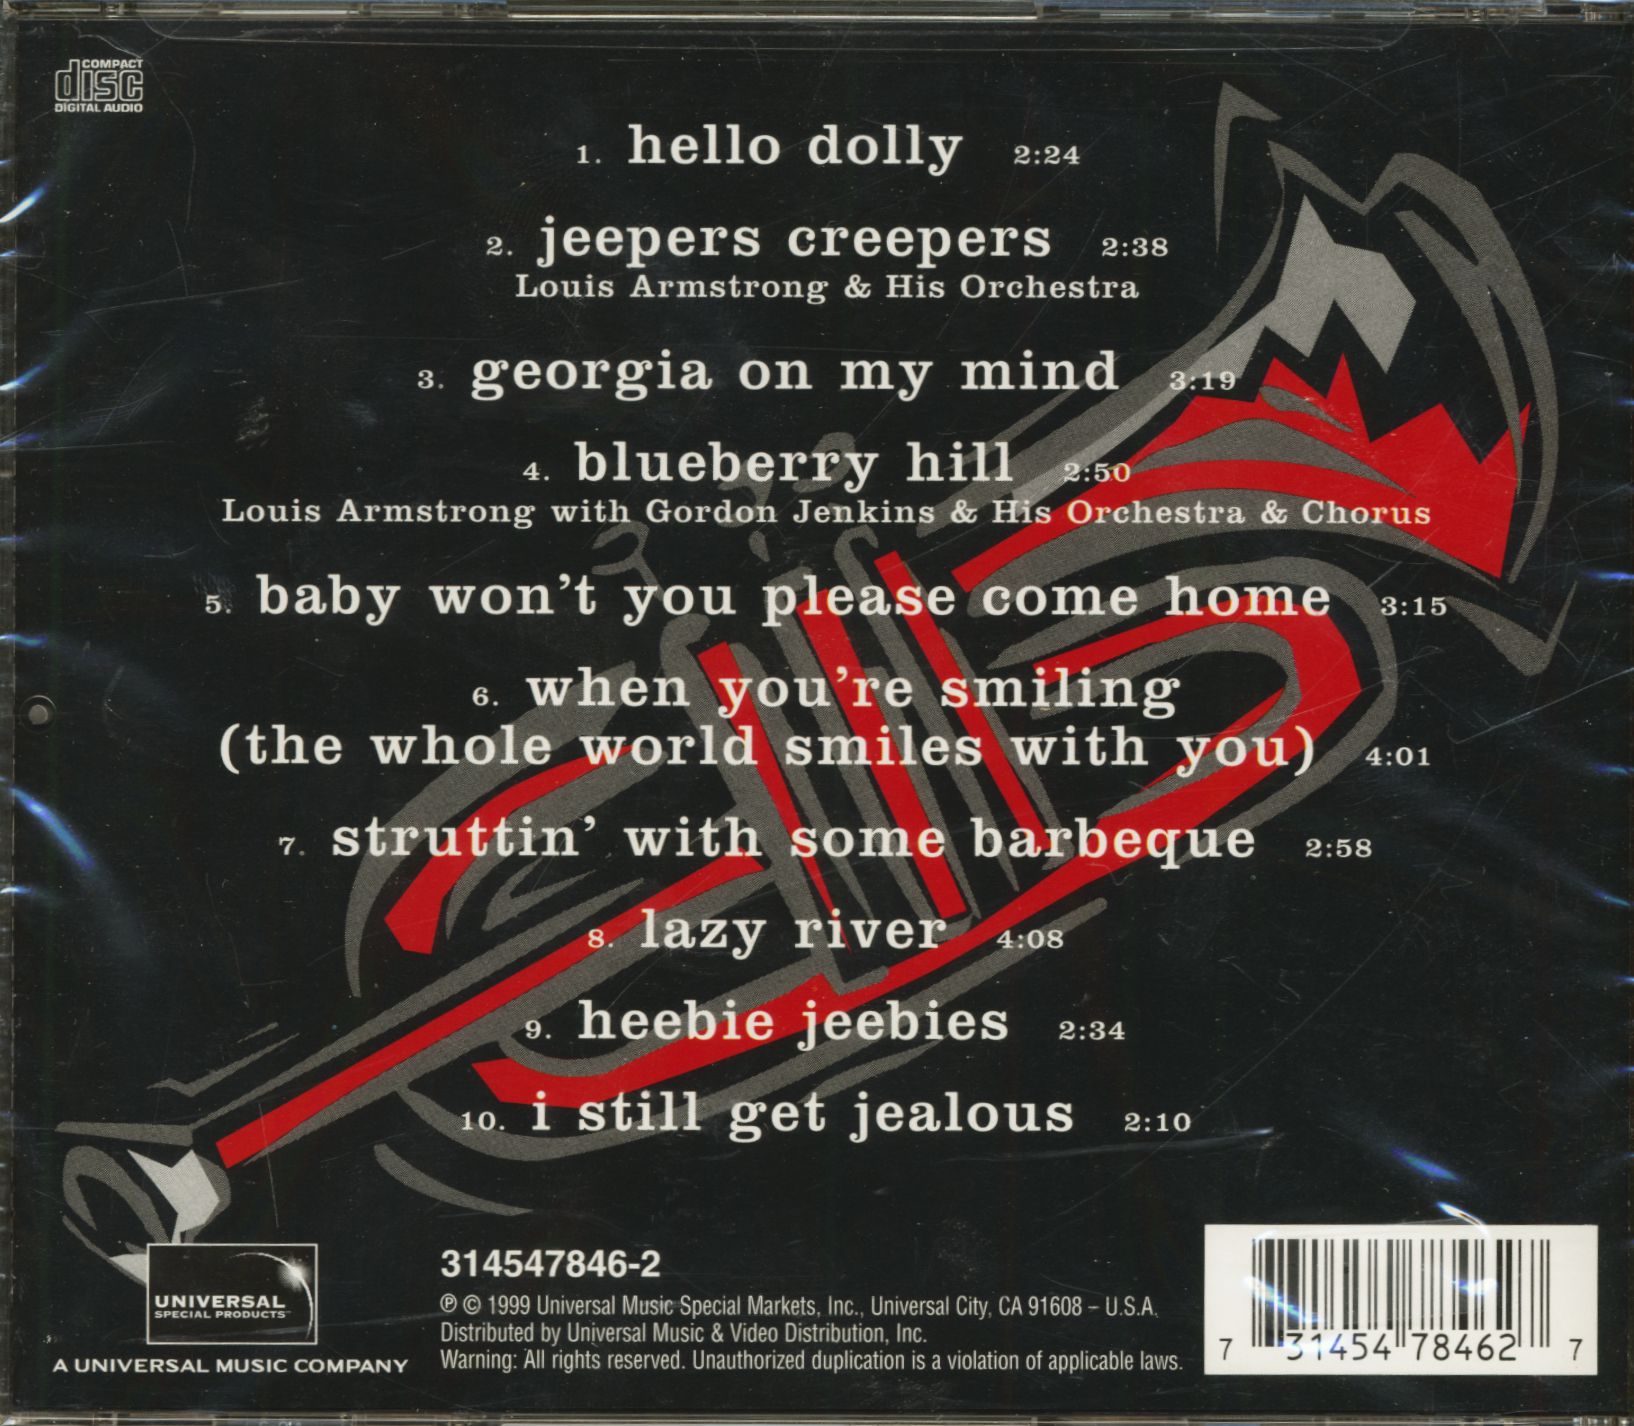 COMPACT
disc
DIGITAL AUDIO
1. hello dolly 2:24
2. jeepers creepers 2:38
Louis Armstrong & His Orchestra
3. georgia on my mind 3:19
4. blueberry hill 2:50
Louis Armstrong with Gordon Jenkins & His Orchestra & Chorus
5. baby won't you please come home 3:15
6. when you're smiling
(the whole world smiles with you) 4:01
7. struttin' with some barbeque 2:58
8. lazy river 4:08
9. heebie jeebies 2:34
10. i still get jealous 2:10
UNIVERSAL
SPECIAL PRODUCTS
A UNIVERSAL MUSIC COMPANY
314547846-2
℗ © 1999 Universal Music Special Markets, Inc., Universal City, CA 91608 – U.S.A.
Distributed by Universal Music & Video Distribution, Inc.
Warning: All rights reserved. Unauthorized duplication is a violation of applicable laws.
7 31454 78462 7